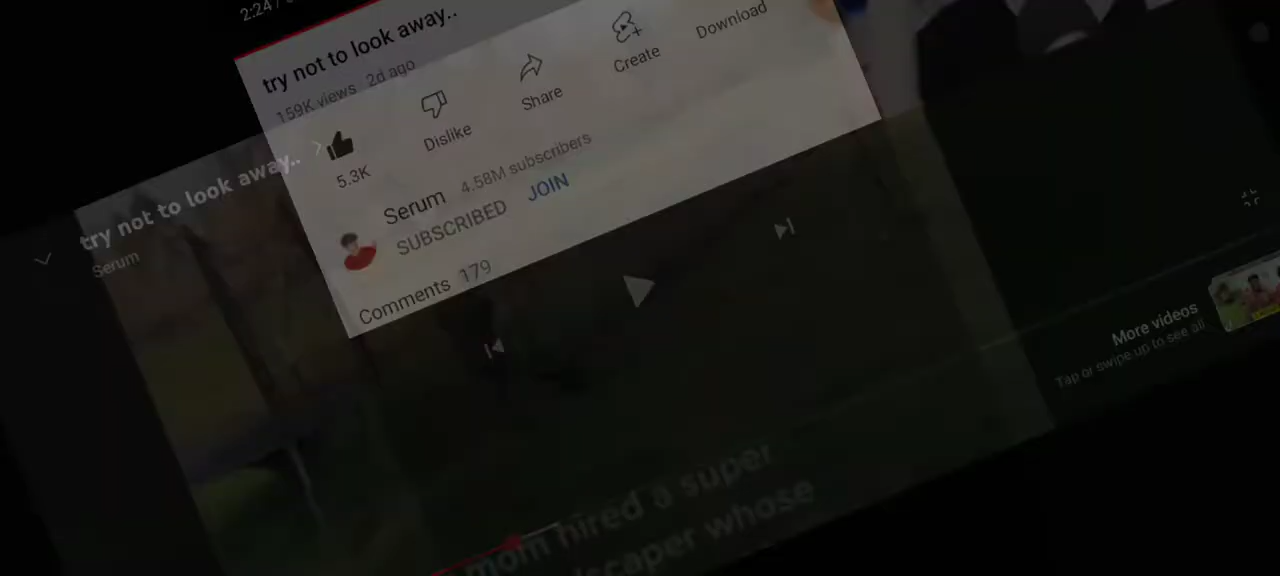 2:24 /
try not to look away..
159K views 2d ago
5.3K
Dislike
Share
Create
Download
Serum 4.58M subscribers
SUBSCRIBED JOIN
Comments 179
try not to look away..
Serum
More videos
Tap or swipe up to see all
mom hired a super
whose